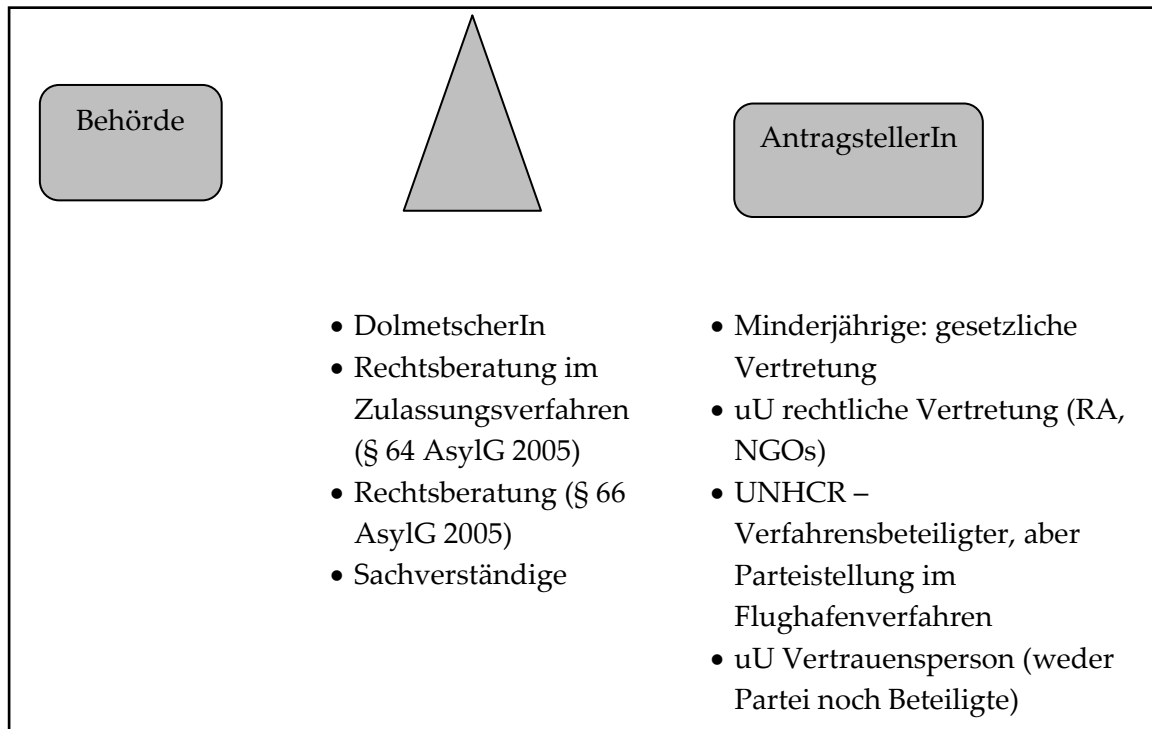 Behörde
AntragstellerIn
• DolmetscherIn
• Rechtsberatung im
Zulassungsverfahren
(§ 64 AsylG 2005)
• Rechtsberatung (§ 66
AsylG 2005)
• Sachverständige
• Minderjährige: gesetzliche
Vertretung
• uU rechtliche Vertretung (RA,
NGOs)
• UNHCR –
Verfahrensbeteiligter, aber
Parteistellung im
Flughafenverfahren
• uU Vertrauensperson (weder
Partei noch Beteiligte)